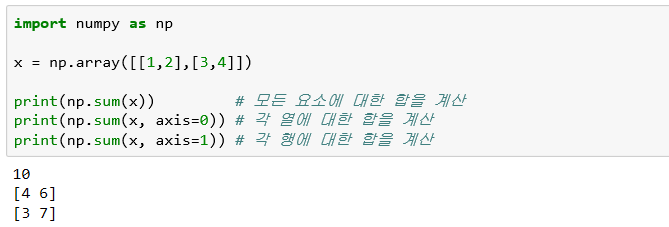 import numpy as np
x = np.array([[1,2],[3,4]])
print(np.sum(x))         # 모든 요소에 대한 합을 계산
print(np.sum(x, axis=0)) # 각 열에 대한 합을 계산
print(np.sum(x, axis=1)) # 각 행에 대한 합을 계산
10
[4 6]
[3 7]